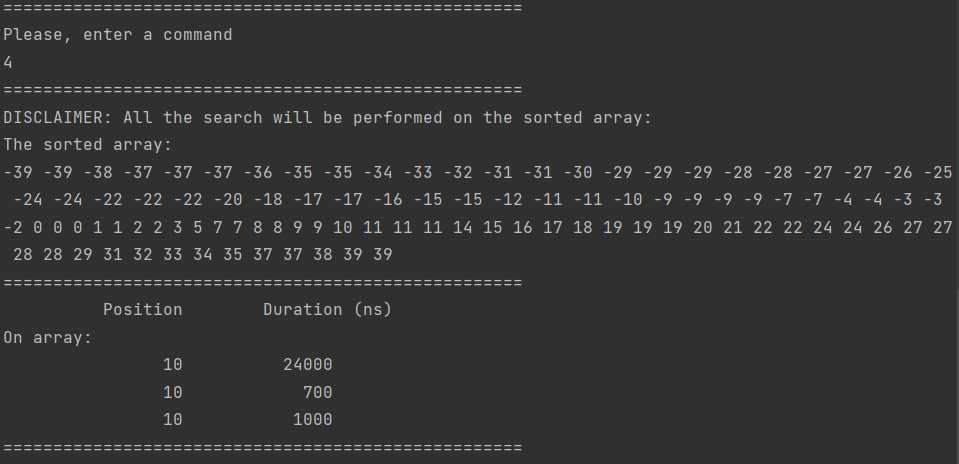 ====================================================
Please, enter a command
4
====================================================
DISCLAIMER: All the search will be performed on the sorted array:
The sorted array:
-39 -39 -38 -37 -37 -37 -36 -35 -35 -34 -33 -32 -31 -31 -30 -29 -29 -29 -28 -28 -27 -27 -26 -25
-24 -24 -22 -22 -22 -20 -18 -17 -17 -16 -15 -15 -12 -11 -11 -10 -9 -9 -9 -9 -7 -7 -4 -4 -3 -3
-2 0 0 0 1 1 2 2 3 5 7 7 8 8 9 9 10 11 11 11 14 15 16 17 18 19 19 19 20 21 22 22 24 24 26 27 27
28 28 29 31 32 33 34 35 37 37 38 39 39
====================================================
Position Duration (ns)
On array:
10 24000
10 700
10 1000
====================================================